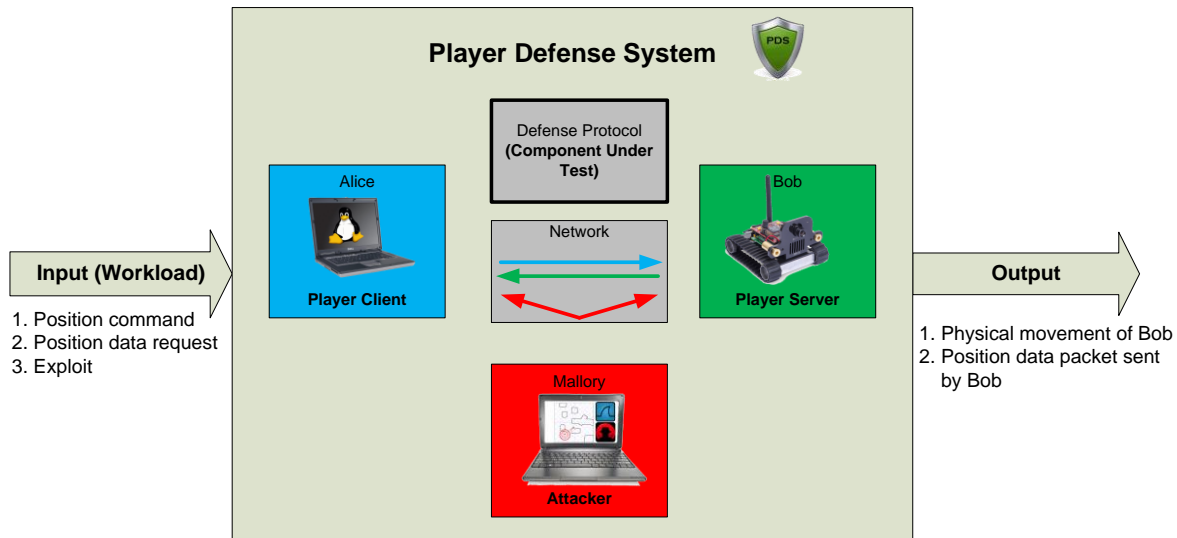 Player Defense System
PDS
Defense Protocol
(Component Under
Test)
Alice
Player Client
Network
Bob
Player Server
Mallory
Attacker
Input (Workload)
1. Position command
2. Position data request
3. Exploit
Output
1. Physical movement of Bob
2. Position data packet sent
by Bob